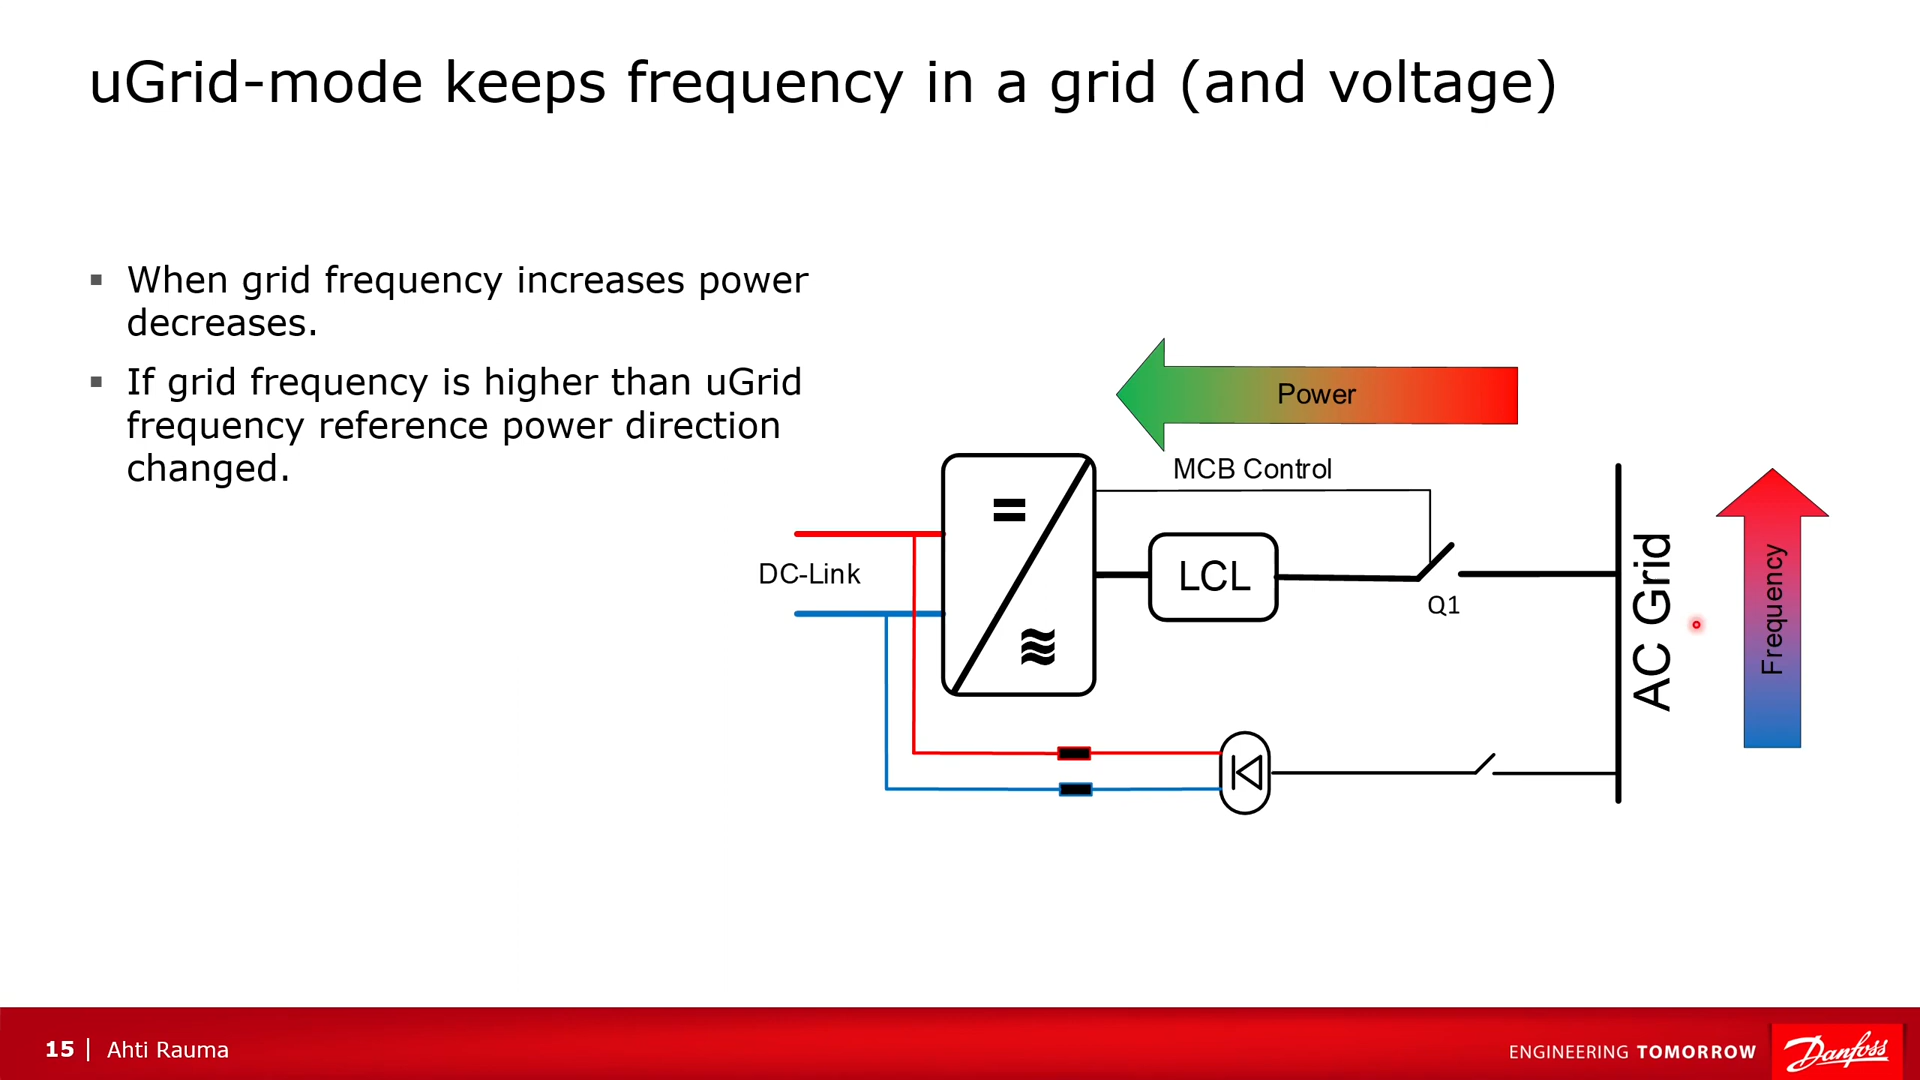 uGrid-mode keeps frequency in a grid (and voltage)
When grid frequency increases power
decreases.
If grid frequency is higher than uGrid
frequency reference power direction
changed.
Power
MCB Control
=
DC-Link
LCL
Q1
AC Grid
Frequency
15 | Ahti Rauma
ENGINEERING TOMORROW
Danfoss